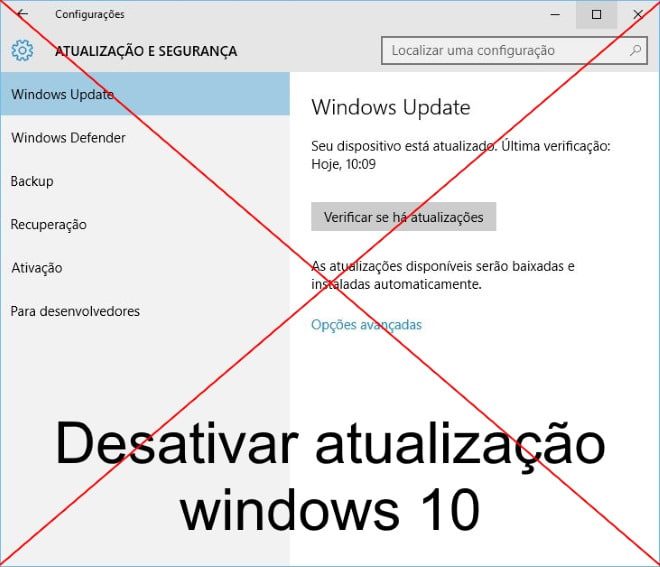 Configurações
ATUALIZAÇÃO E SEGURANÇA
Localizar uma configuração
Windows Update
Windows Defender
Backup
Recuperação
Ativação
Para desenvolvedores
Windows Update
Seu dispositivo está atualizado. Última verificação:
Hoje, 10:09
Verificar se há atualizações
As atualizações disponíveis serão baixadas e
instaladas automaticamente.
Opções avançadas
Desativar atualização
windows 10